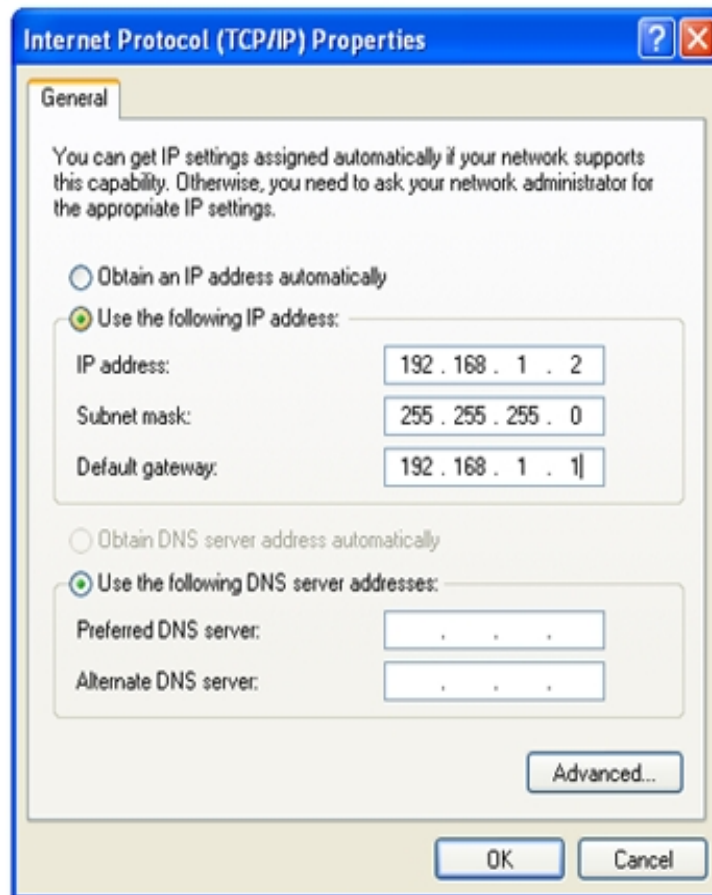 Internet Protocol (TCP/IP) Properties
General
You can get IP settings assigned automatically if your network supports
this capability. Otherwise, you need to ask your network administrator for
the appropriate IP settings.
Obtain an IP address automatically
Use the following IP address:
IP address: 192 . 168 . 1 . 2
Subnet mask: 255 . 255 . 255 . 0
Default gateway: 192 . 168 . 1 . 1
Obtain DNS server address automatically
Use the following DNS server addresses:
Preferred DNS server: . . .
Alternate DNS server: . . .
Advanced...
OK Cancel